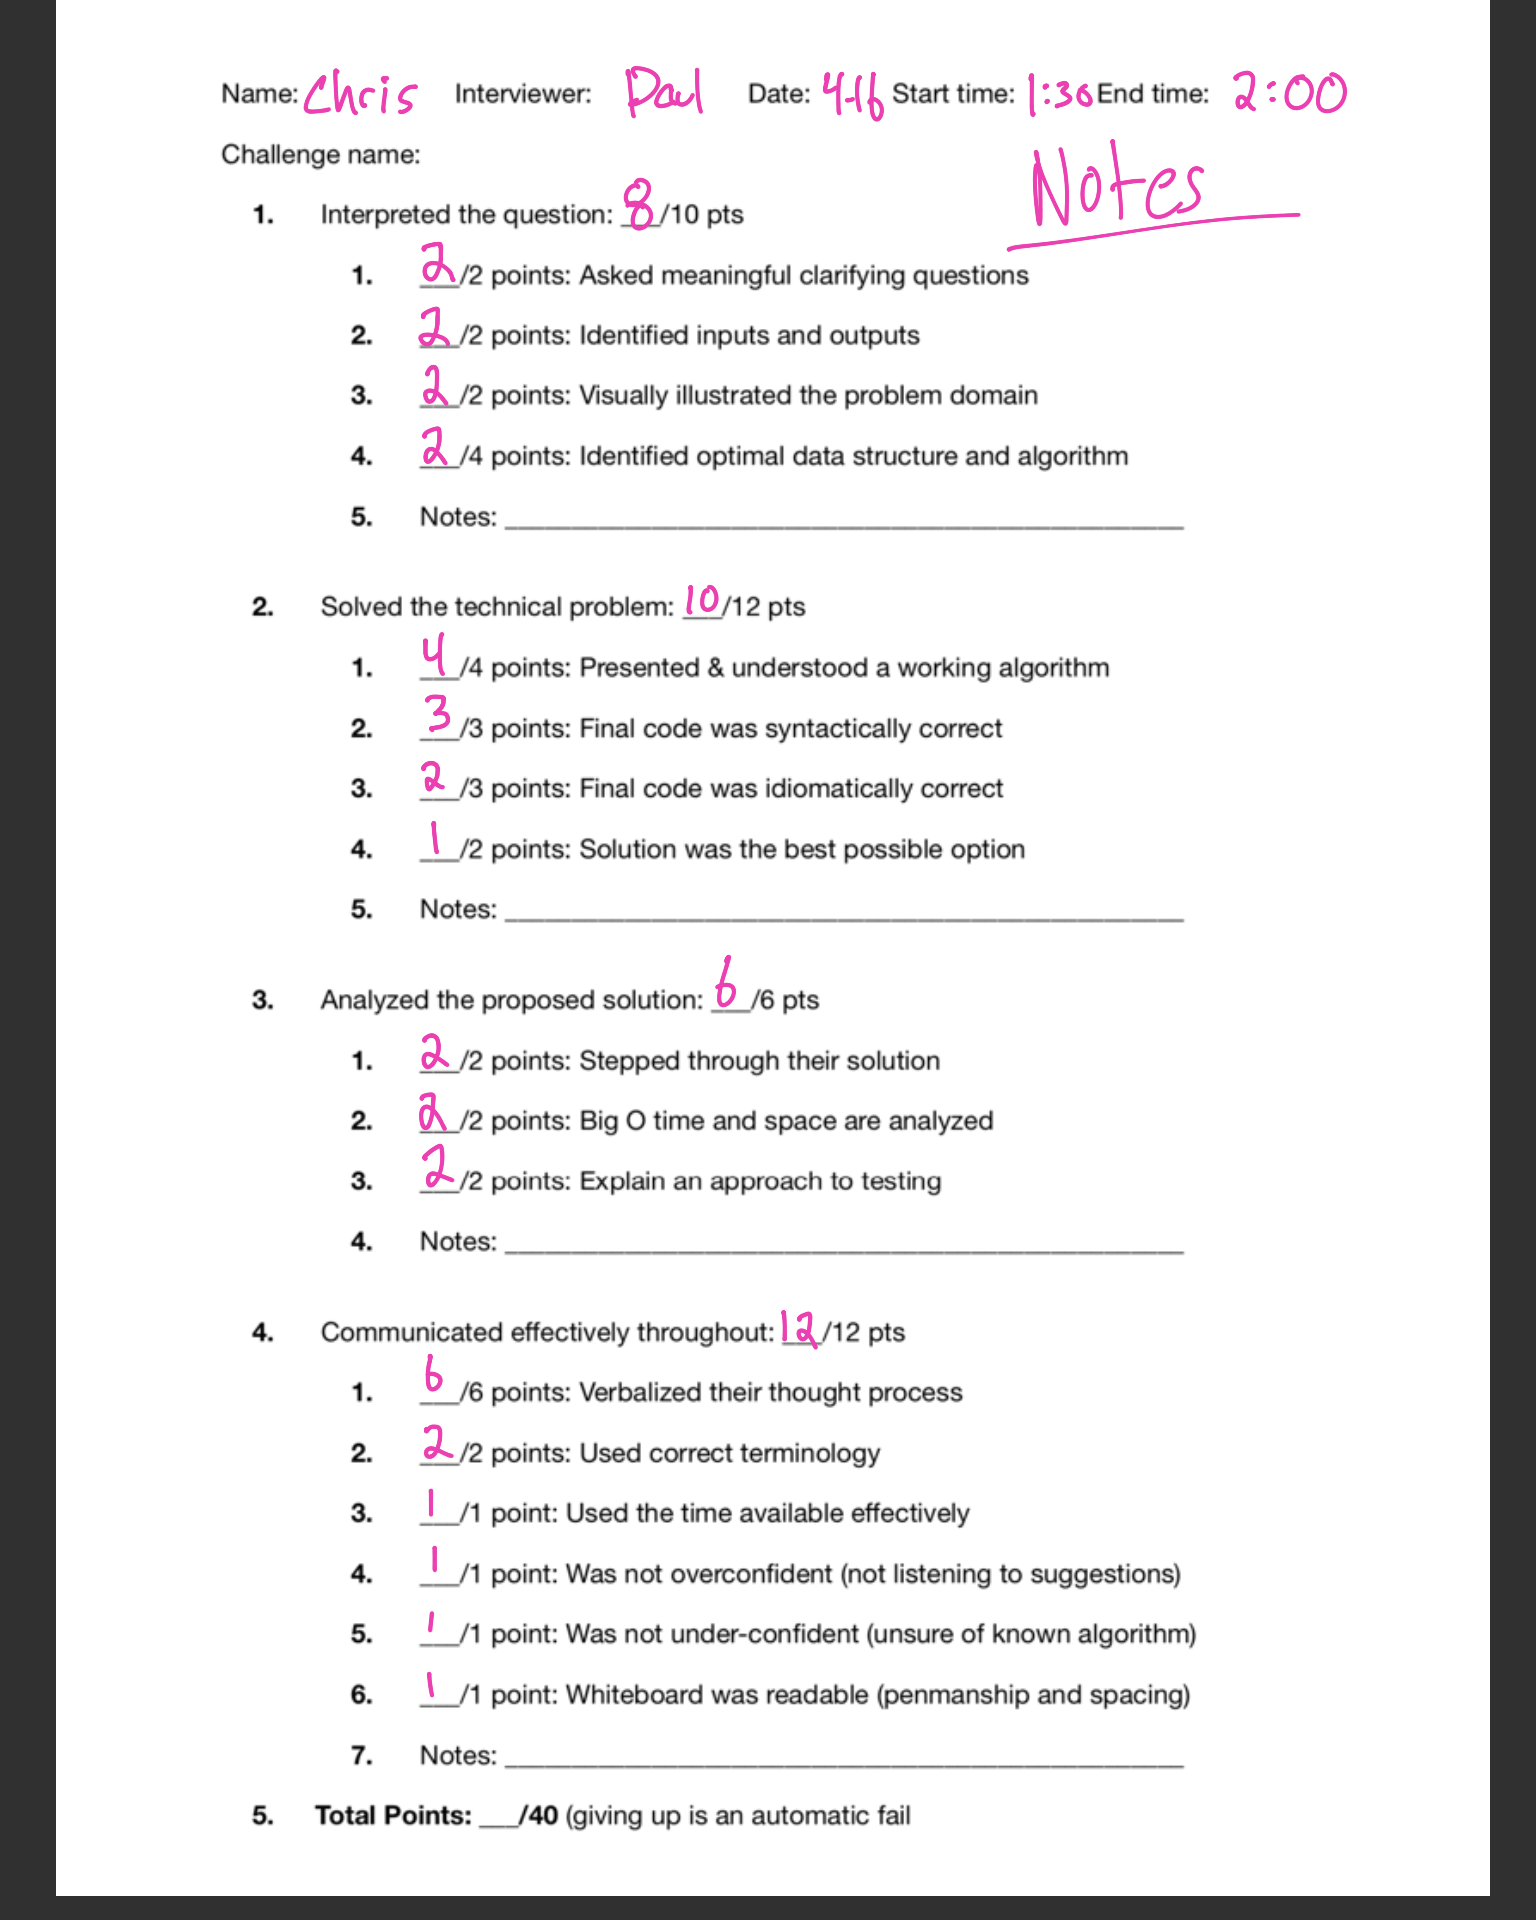 Name: Chris Interviewer: Paul Date: 4-16 Start time: 1:30 End time: 2:00
Challenge name:
Notes
1. Interpreted the question: 8/10 pts
1. 2/2 points: Asked meaningful clarifying questions
2. 2/2 points: Identified inputs and outputs
3. 2/2 points: Visually illustrated the problem domain
4. 2/4 points: Identified optimal data structure and algorithm
5. Notes: ___
2. Solved the technical problem: 10/12 pts
1. 4/4 points: Presented & understood a working algorithm
2. 3/3 points: Final code was syntactically correct
3. 2/3 points: Final code was idiomatically correct
4. 1/2 points: Solution was the best possible option
5. Notes: ___
3. Analyzed the proposed solution: 6/6 pts
1. 2/2 points: Stepped through their solution
2. 2/2 points: Big O time and space are analyzed
3. 2/2 points: Explain an approach to testing
4. Notes: ___
4. Communicated effectively throughout: 12/12 pts
1. 6/6 points: Verbalized their thought process
2. 2/2 points: Used correct terminology
3. 1/1 point: Used the time available effectively
4. 1/1 point: Was not overconfident (not listening to suggestions)
5. 1/1 point: Was not under-confident (unsure of known algorithm)
6. 1/1 point: Whiteboard was readable (penmanship and spacing)
7. Notes: ___
5. Total Points: ___/40 (giving up is an automatic fail